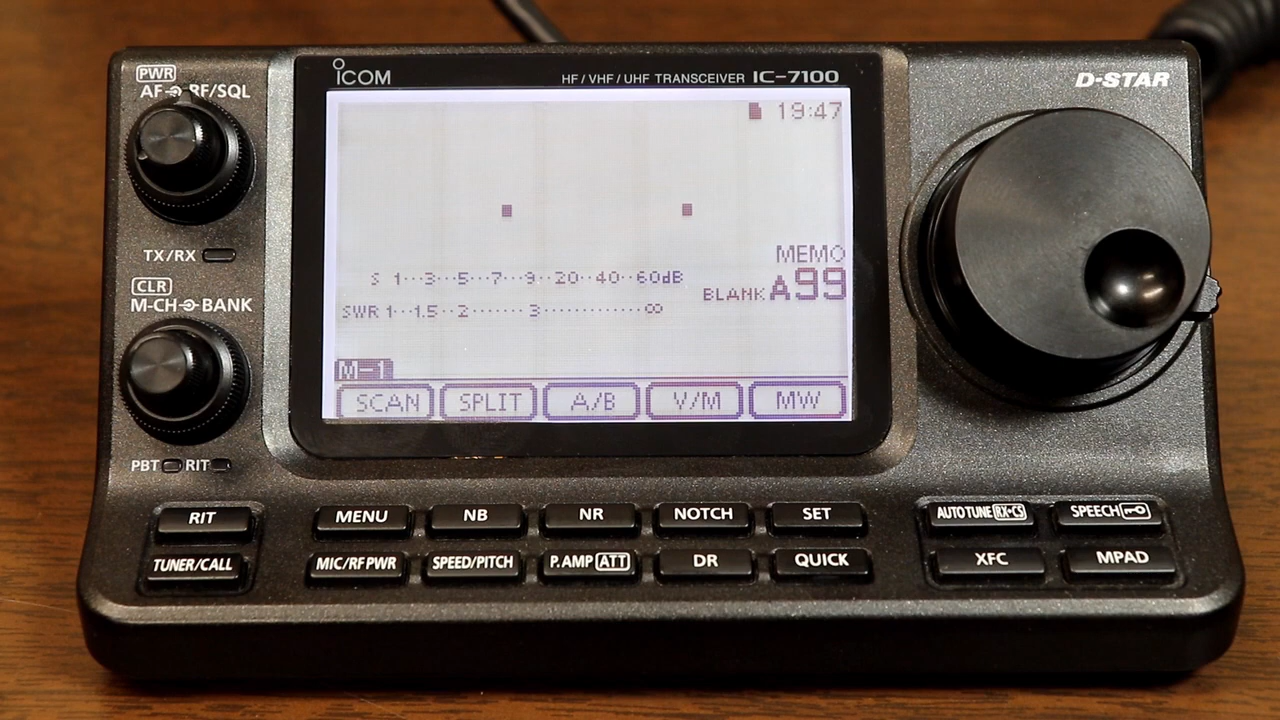 PWR
AF RF/SQL
ICOM
HF / VHF / UHF TRANSCEIVER IC-7100
D-STAR
19:47
TX/RX
MEMO
S 1···3···5···7···9··20··40··60dB
BLANK A99
CLR
M-CH BANK
SWR 1···1.5··2·······3············∞
M-1
SCAN SPLIT A/B V/M MW
PBT RIT
RIT MENU NB NR NOTCH SET AUTO TUNE RX-CS SPEECH
TUNER/CALL MIC/RF PWR SPEED/PITCH P.AMP ATT DR QUICK XFC MPAD